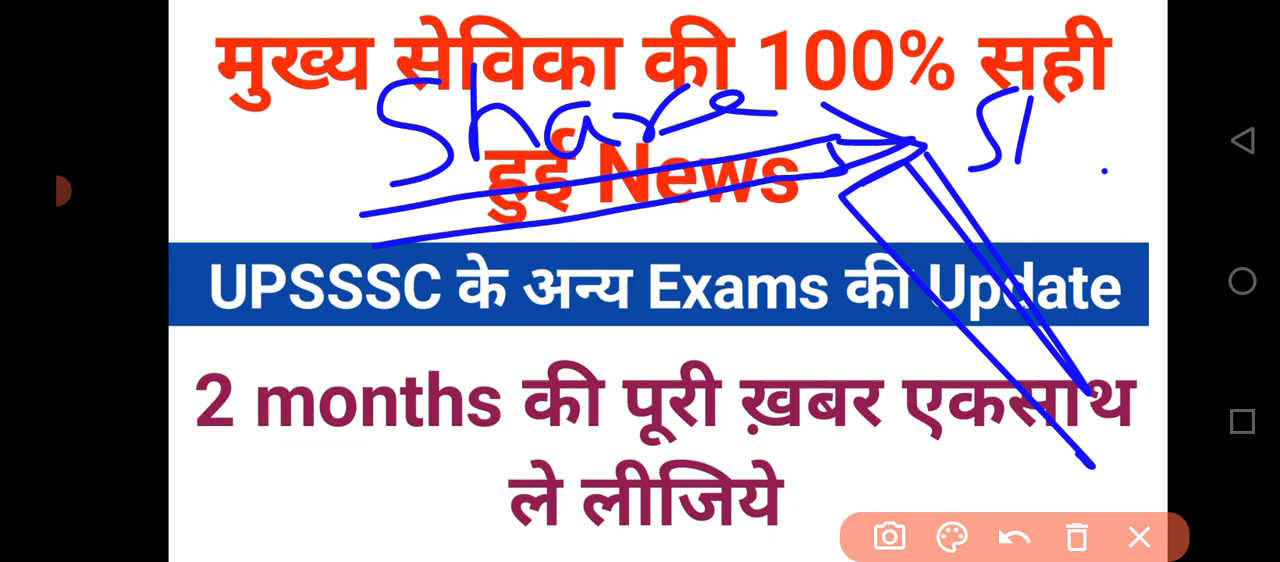 मुख्य सेविका की 100% सही
Share
हुई News
UPSSSC के अन्य Exams की Update
2 months की पूरी ख़बर एकसाथ
ले लीजिये